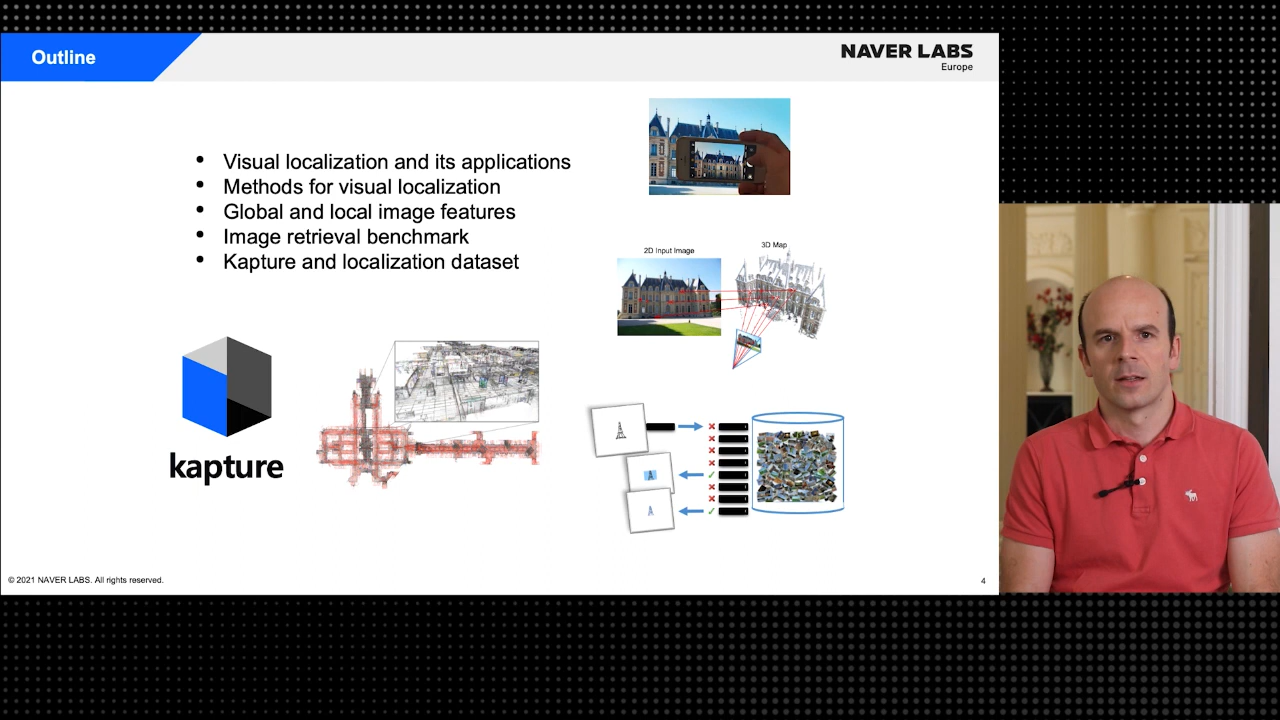 Outline
NAVER LABS
Europe
• Visual localization and its applications
• Methods for visual localization
• Global and local image features
• Image retrieval benchmark
• Kapture and localization dataset
2D Input Image
3D Map
kapture
© 2021 NAVER LABS. All rights reserved.
4